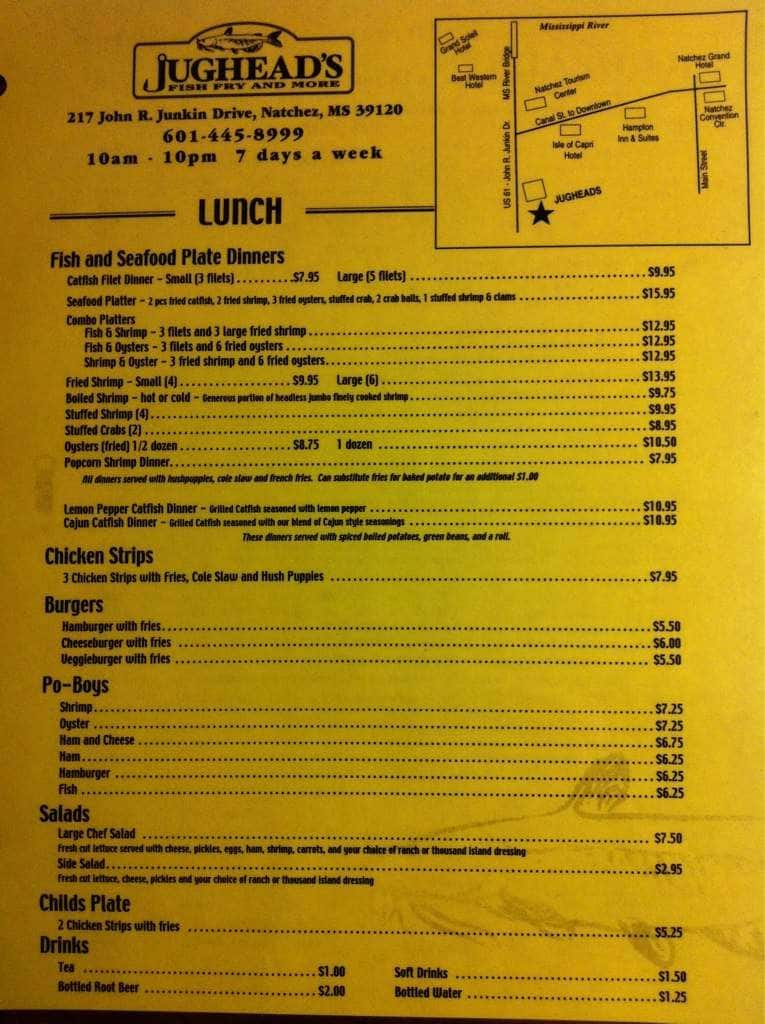 JUGHEAD'S
FISH FRY AND MORE
217 John R. Junkin Drive, Natchez, MS 39120
601-445-8999
10am - 10pm 7 days a week
Mississippi River
Grand Soleil Hotel
Best Western Hotel
MS River Bridge
US 61 - John R. Junkin Dr.
Natchez Tourism Center
Canal St. to Downtown
Isle of Capri Hotel
Hampton Inn & Suites
Natchez Grand Hotel
Natchez Convention Ctr.
Main Street
JUGHEADS
LUNCH
Fish and Seafood Plate Dinners
Catfish Filet Dinner - Small (3 filets) .......... $7.95 Large (5 filets) .......... $9.95
Seafood Platter - 2 pcs fried catfish, 2 fried shrimp, 3 fried oysters, stuffed crab, 2 crab balls, 1 stuffed shrimp & clams .......... $15.95
Combo Platters
Fish & Shrimp - 3 filets and 3 large fried shrimp .......... $12.95
Fish & Oysters - 3 filets and 6 fried oysters .......... $12.95
Shrimp & Oyster - 3 fried shrimp and 6 fried oysters .......... $12.95
Fried Shrimp - Small (4) .......... $9.95 Large (6) .......... $13.95
Boiled Shrimp - hot or cold - Generous portion of headless jumbo finely cooked shrimp .......... $9.75
Stuffed Shrimp (4) .......... $9.95
Stuffed Crabs (2) .......... $8.95
Oysters (fried) 1/2 dozen .......... $8.75 1 dozen .......... $10.50
Popcorn Shrimp Dinner .......... $7.95
All dinners served with hushpuppies, cole slaw and french fries. Can substitute fries for baked potato for an additional $1.00
Lemon Pepper Catfish Dinner - Grilled Catfish seasoned with lemon pepper .......... $10.95
Cajun Catfish Dinner - Grilled Catfish seasoned with our blend of Cajun style seasonings .......... $10.95
These dinners served with spiced boiled potatoes, green beans, and a roll.
Chicken Strips
3 Chicken Strips with Fries, Cole Slaw and Hush Puppies .......... $7.95
Burgers
Hamburger with fries .......... $5.50
Cheeseburger with fries .......... $6.00
Veggieburger with fries .......... $5.50
Po-Boys
Shrimp .......... $7.25
Oyster .......... $7.25
Ham and Cheese .......... $6.75
Ham .......... $6.25
Hamburger .......... $6.25
Fish .......... $6.25
Salads
Large Chef Salad .......... $7.50
Fresh cut lettuce served with cheese, pickles, eggs, ham, shrimp, carrots, and your choice of ranch or thousand island dressing
Side Salad .......... $2.95
Fresh cut lettuce, cheese, pickles and your choice of ranch or thousand island dressing
Childs Plate
2 Chicken Strips with fries .......... $5.25
Drinks
Tea .......... $1.00 Soft Drinks .......... $1.50
Bottled Root Beer .......... $2.00 Bottled Water .......... $1.25